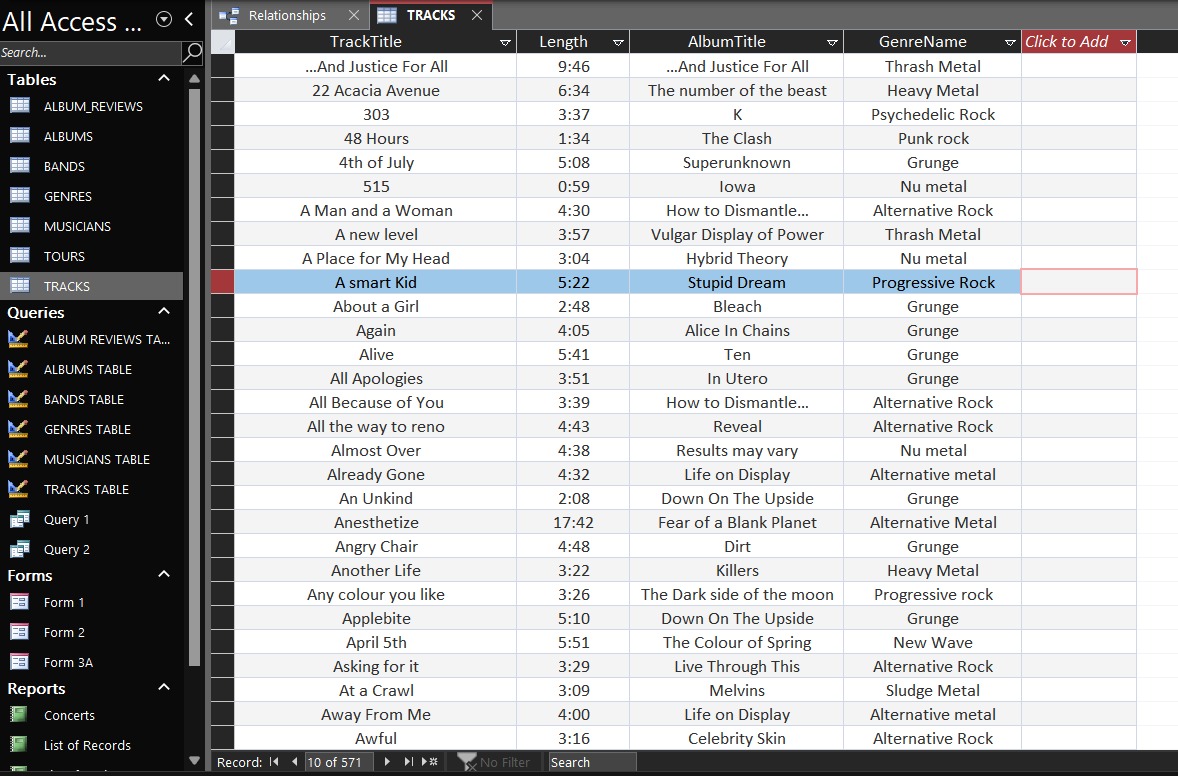 All Access ...
Search...
Tables
ALBUM_REVIEWS
ALBUMS
BANDS
GENRES
MUSICIANS
TOURS
TRACKS
Queries
ALBUM REVIEWS TA...
ALBUMS TABLE
BANDS TABLE
GENRES TABLE
MUSICIANS TABLE
TRACKS TABLE
Query 1
Query 2
Forms
Form 1
Form 2
Form 3A
Reports
Concerts
List of Records
Relationships TRACKS
TrackTitle Length AlbumTitle GenreName Click to Add
...And Justice For All 9:46 ...And Justice For All Thrash Metal
22 Acacia Avenue 6:34 The number of the beast Heavy Metal
303 3:37 K Psychedelic Rock
48 Hours 1:34 The Clash Punk rock
4th of July 5:08 Superunknown Grunge
515 0:59 Iowa Nu metal
A Man and a Woman 4:30 How to Dismantle... Alternative Rock
A new level 3:57 Vulgar Display of Power Thrash Metal
A Place for My Head 3:04 Hybrid Theory Nu metal
A smart Kid 5:22 Stupid Dream Progressive Rock
About a Girl 2:48 Bleach Grunge
Again 4:05 Alice In Chains Grunge
Alive 5:41 Ten Grunge
All Apologies 3:51 In Utero Grunge
All Because of You 3:39 How to Dismantle... Alternative Rock
All the way to reno 4:43 Reveal Alternative Rock
Almost Over 4:38 Results may vary Nu metal
Already Gone 4:32 Life on Display Alternative metal
An Unkind 2:08 Down On The Upside Grunge
Anesthetize 17:42 Fear of a Blank Planet Alternative Metal
Angry Chair 4:48 Dirt Grunge
Another Life 3:22 Killers Heavy Metal
Any colour you like 3:26 The Dark side of the moon Progressive rock
Applebite 5:10 Down On The Upside Grunge
April 5th 5:51 The Colour of Spring New Wave
Asking for it 3:29 Live Through This Alternative Rock
At a Crawl 3:09 Melvins Sludge Metal
Away From Me 4:00 Life on Display Alternative metal
Awful 3:16 Celebrity Skin Alternative Rock
Record: 10 of 571 No Filter Search